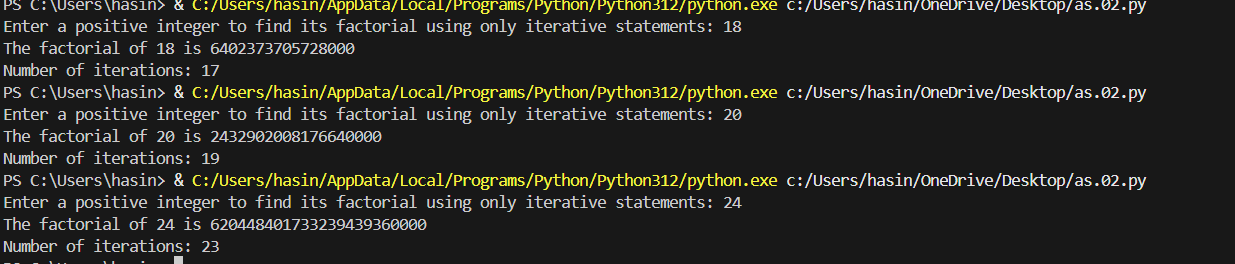 PS C:\Users\hasin> & C:/Users/hasin/AppData/Local/Programs/Python/Python312/python.exe c:/Users/hasin/OneDrive/Desktop/as.02.py
Enter a positive integer to find its factorial using only iterative statements: 18
The factorial of 18 is 6402373705728000
Number of iterations: 17
PS C:\Users\hasin> & C:/Users/hasin/AppData/Local/Programs/Python/Python312/python.exe c:/Users/hasin/OneDrive/Desktop/as.02.py
Enter a positive integer to find its factorial using only iterative statements: 20
The factorial of 20 is 2432902008176640000
Number of iterations: 19
PS C:\Users\hasin> & C:/Users/hasin/AppData/Local/Programs/Python/Python312/python.exe c:/Users/hasin/OneDrive/Desktop/as.02.py
Enter a positive integer to find its factorial using only iterative statements: 24
The factorial of 24 is 620448401733239439360000
Number of iterations: 23
PS C:\Users\hasin>